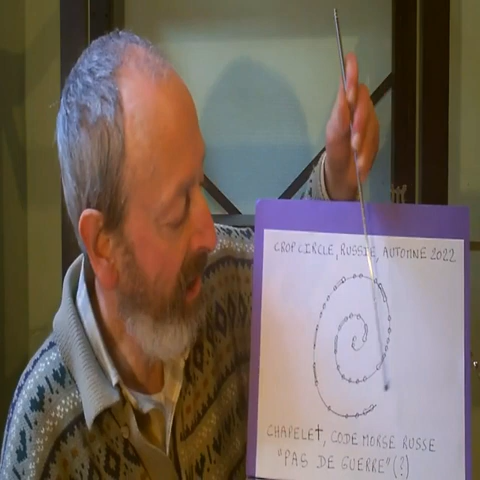 CROP CIRCLE, RUSSIE, AUTOMNE 2022
CHAPELET, CODE MORSE RUSSE
"PAS DE GUERRE" (?)